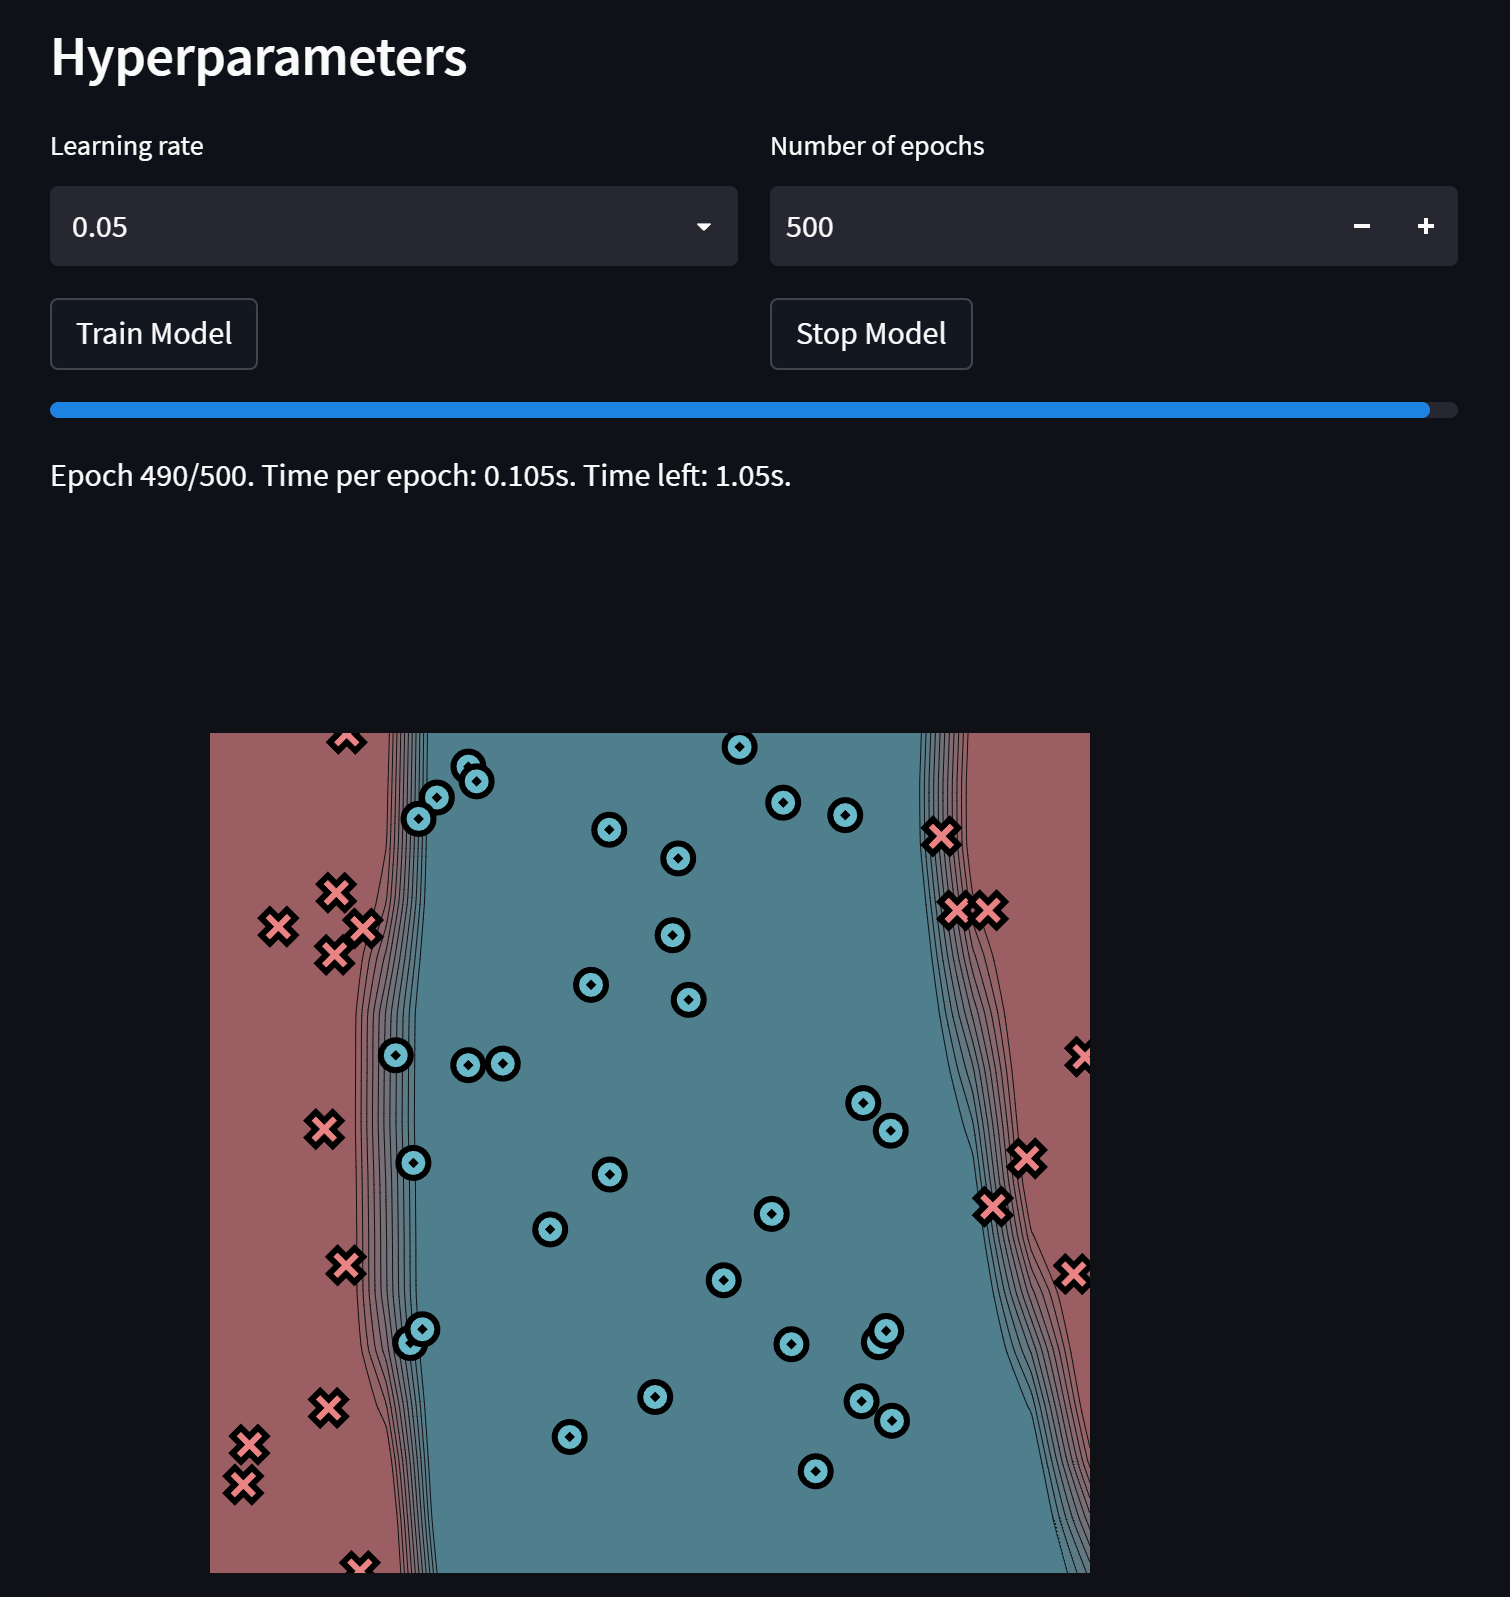 Hyperparameters
Learning rate
Number of epochs
0.05
500
Train Model
Stop Model
Epoch 490/500. Time per epoch: 0.105s. Time left: 1.05s.